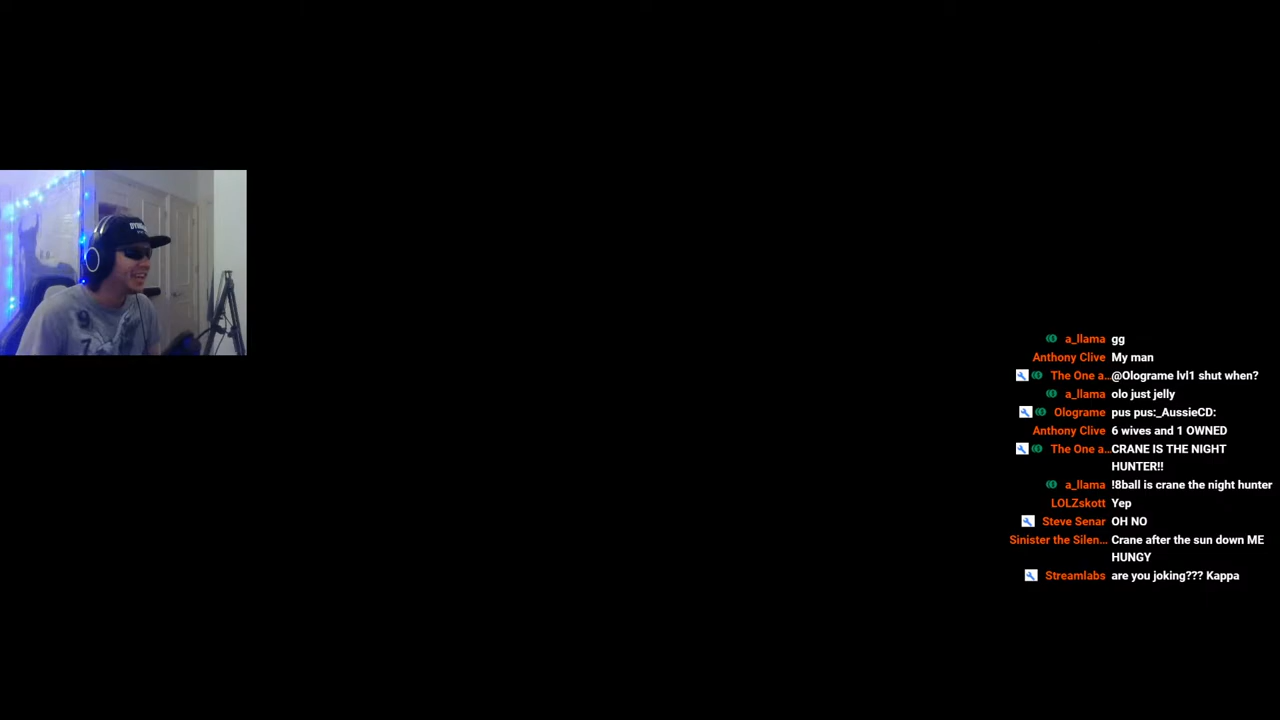 a_llama gg
Anthony Clive My man
The One a... @Olograme lvl1 shut when?
a_llama olo just jelly
Olograme pus pus:_AussieCD:
Anthony Clive 6 wives and 1 OWNED
The One a... CRANE IS THE NIGHT
HUNTER!!
a_llama !8ball is crane the night hunter
LOLZskott Yep
Steve Senar OH NO
Sinister the Silen... Crane after the sun down ME
HUNGY
Streamlabs are you joking??? Kappa